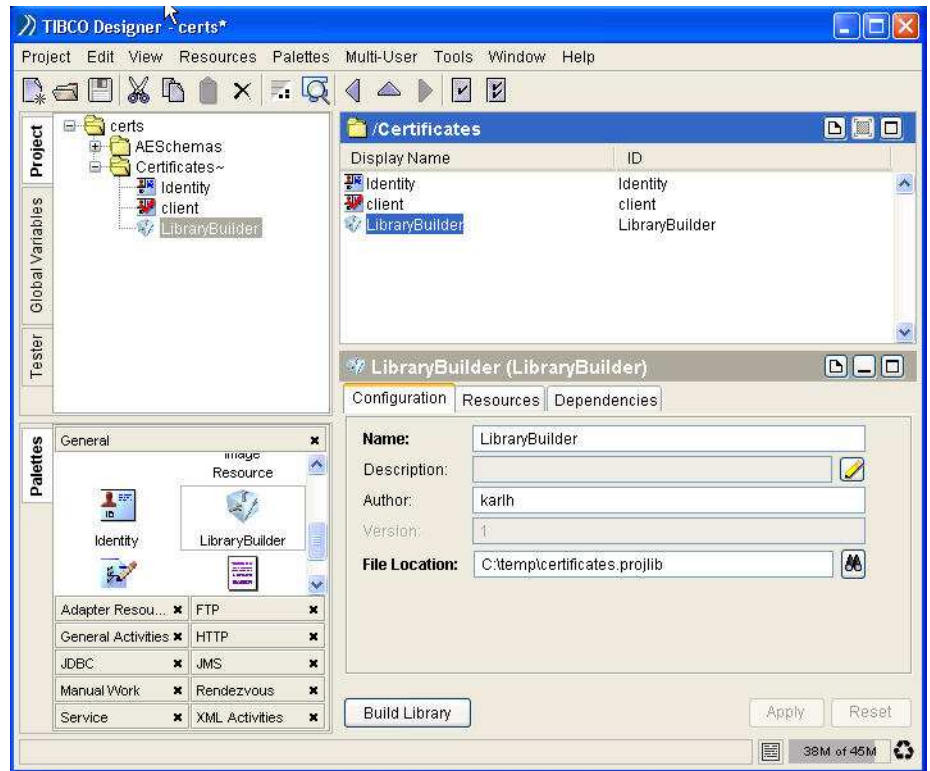 TIBCO Designer - certs*
Project Edit View Resources Palettes Multi-User Tools Window Help
Project
Global Variables
Tester
certs
AESchemas
Certificates~
Identity
client
LibraryBuilder
/Certificates
Display Name ID
Identity Identity
client client
LibraryBuilder LibraryBuilder
LibraryBuilder (LibraryBuilder)
Configuration Resources Dependencies
Name: LibraryBuilder
Description:
Author: karlh
Version: 1
File Location: C:\temp\certificates.projlib
Build Library Apply Reset
Palettes
General
Image
Resource
Identity LibraryBuilder
ID
Adapter Resou... FTP
General Activities HTTP
JDBC JMS
Manual Work Rendezvous
Service XML Activities
38M of 45M